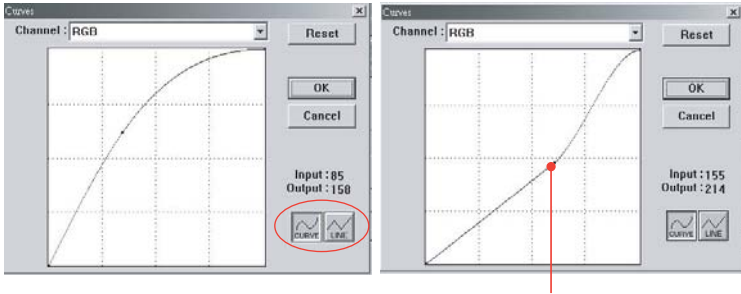 Curves
Channel : RGB
Reset
OK
Cancel
Input : 85
Output : 158
CURVE LINE
Curves
Channel : RGB
Reset
OK
Cancel
Input : 155
Output : 214
CURVE LINE